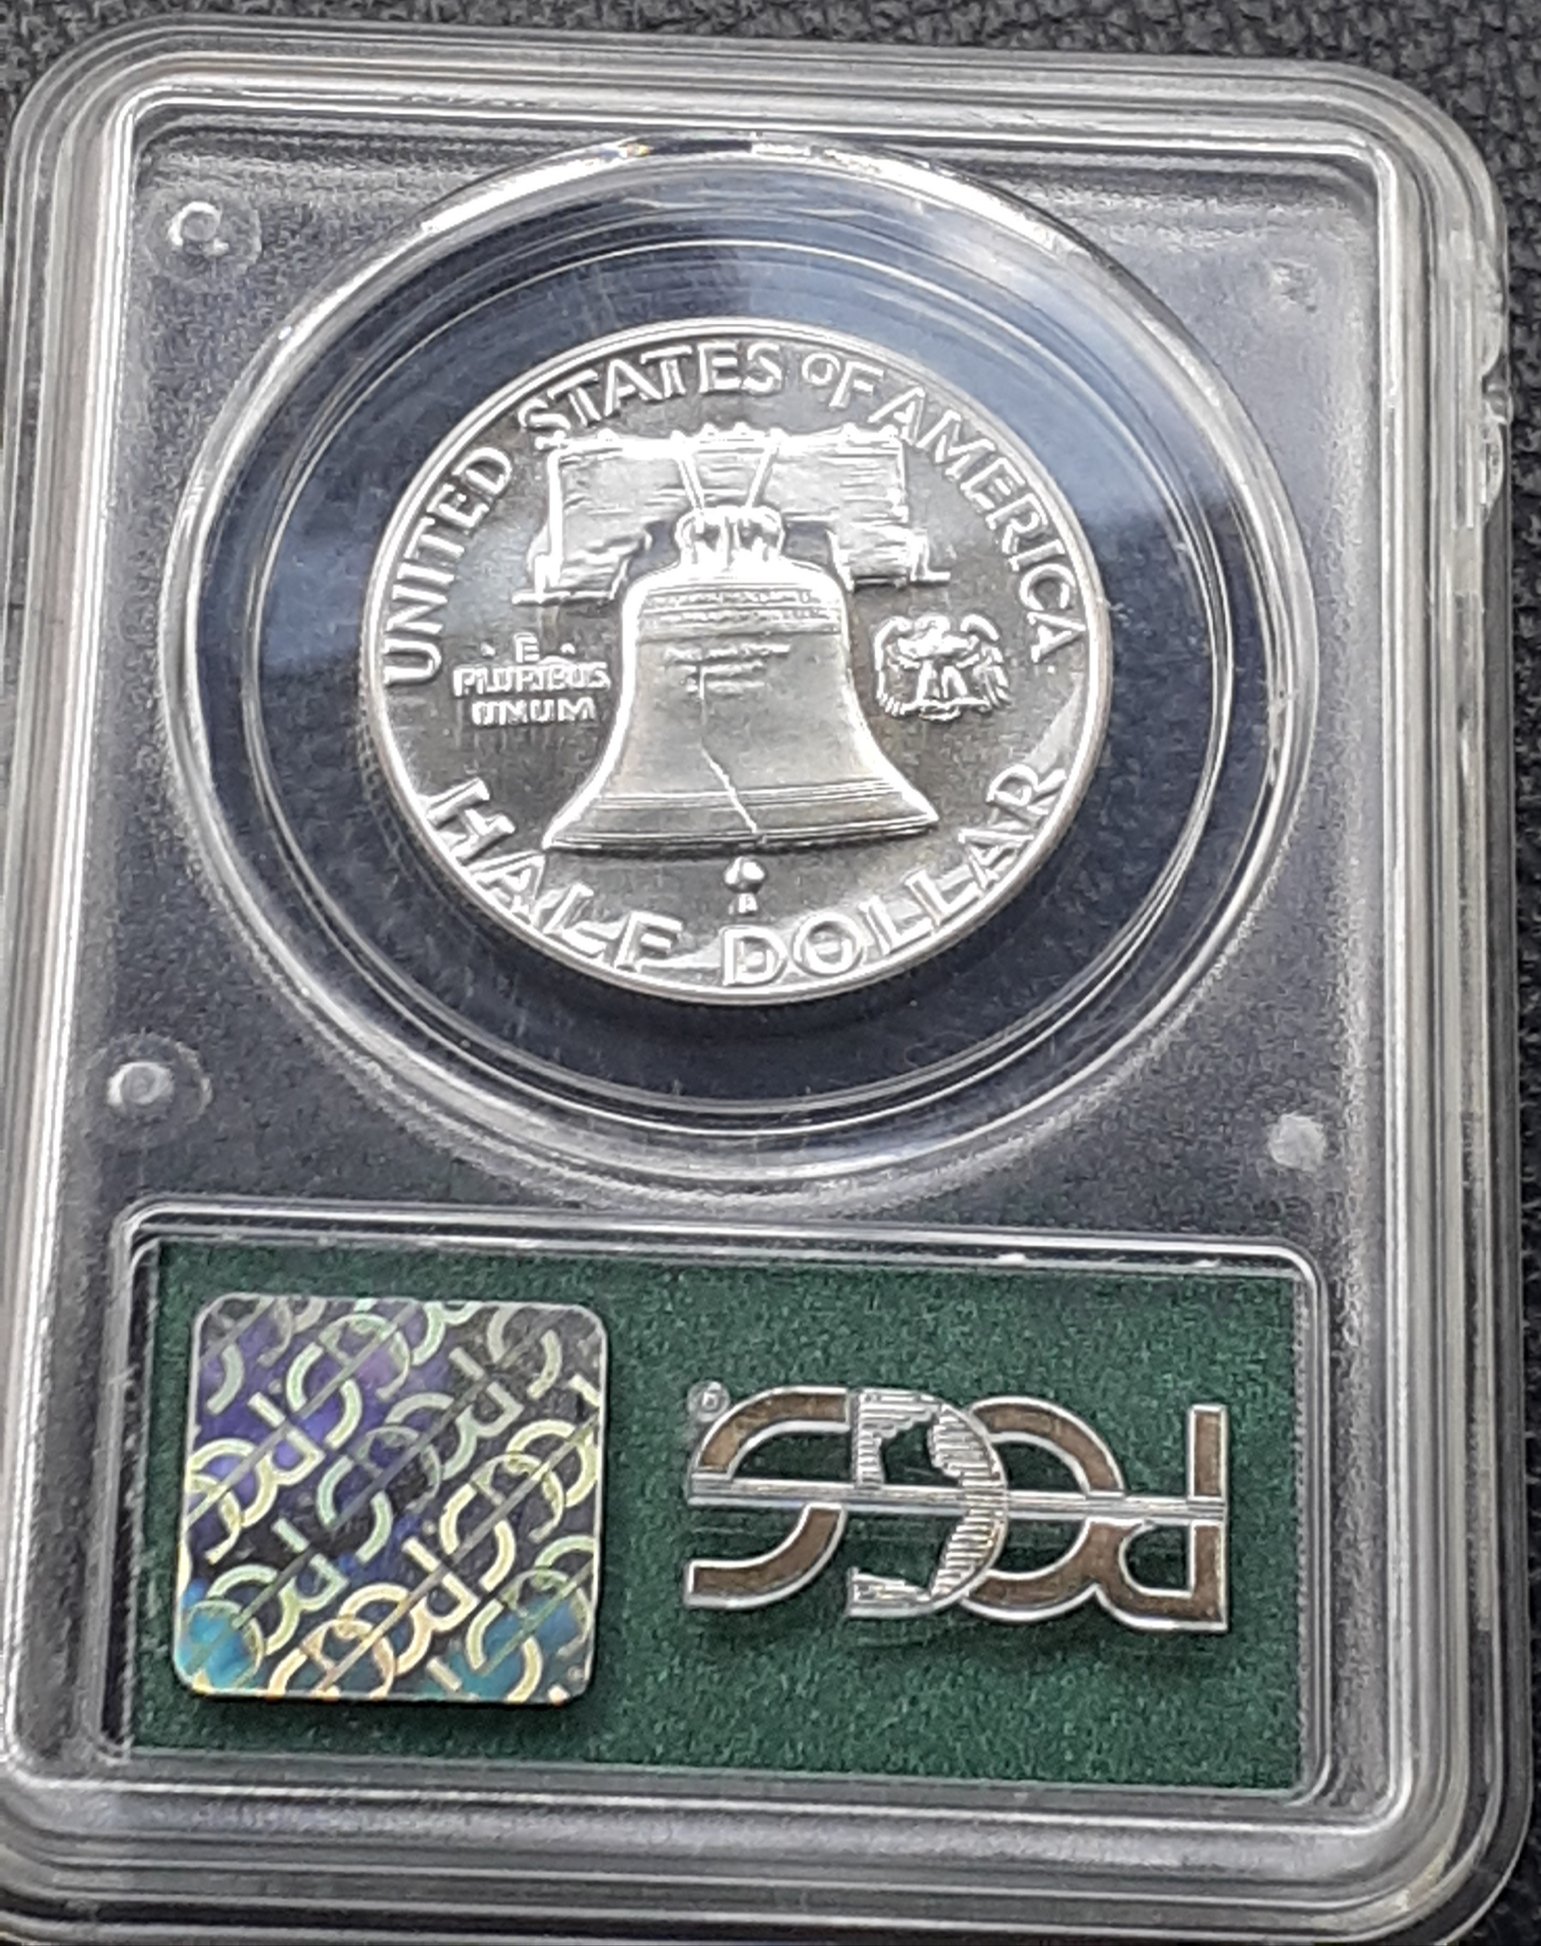 UNITED STATES OF AMERICA
E
PLURIBUS
UNUM
HALF DOLLAR
PCGS
®